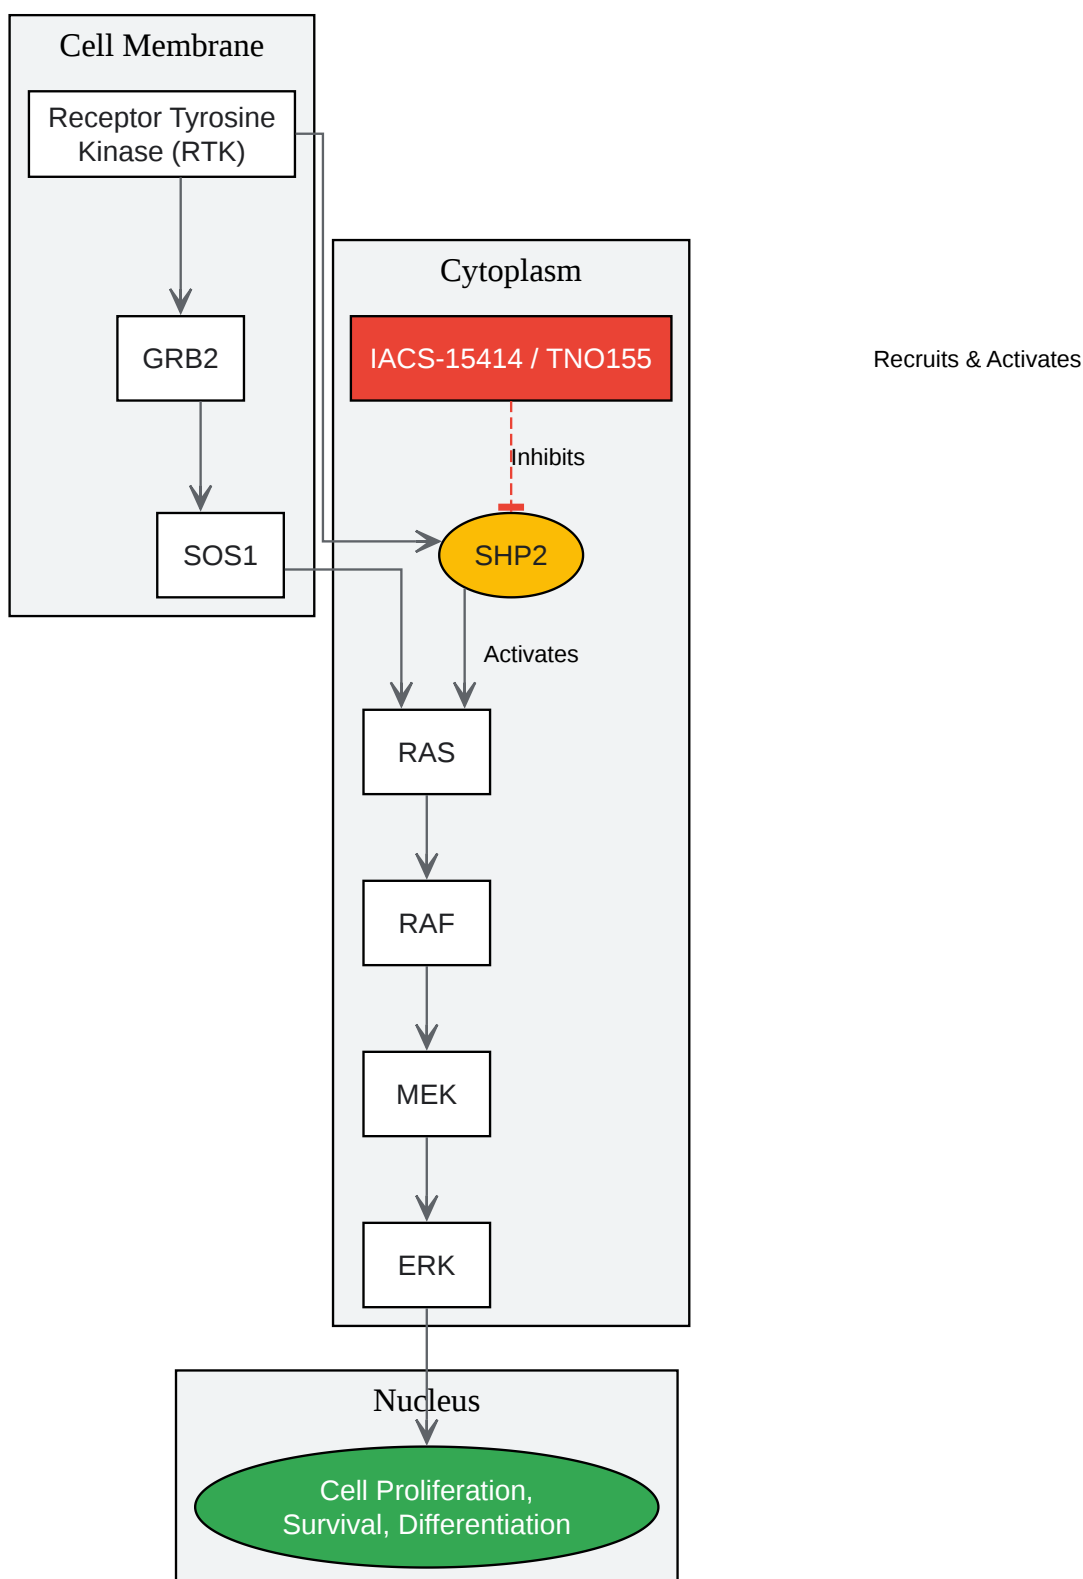 Cell Membrane
Receptor Tyrosine
Kinase (RTK)
Cytoplasm
GRB2
IACS-15414 / TNO155
Recruits & Activates
Inhibits
SOS1
SHP2
Activates
RAS
RAF
MEK
ERK
Nucleus
Cell Proliferation,
Survival, Differentiation